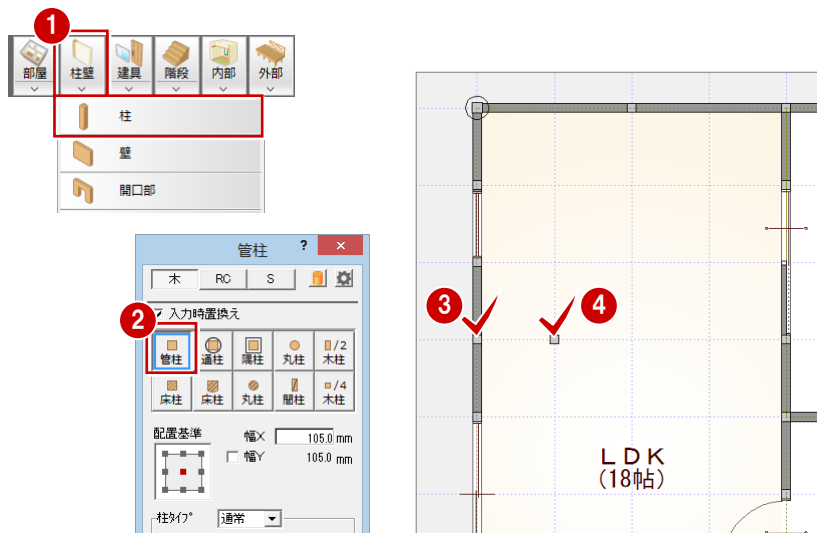 1
部屋 柱壁 建具 階段 内部 外部
柱
壁
開口部
管柱 ? ×
木 RC S
2
✓ 入力時置換え
管柱 通柱 隅柱 丸柱 1/2木柱
床柱 床柱 丸柱 間柱 1/4木柱
配置基準 幅X 105.0 mm
幅Y 105.0 mm
柱タイプ 通常
3 4
LDK
(18帖)